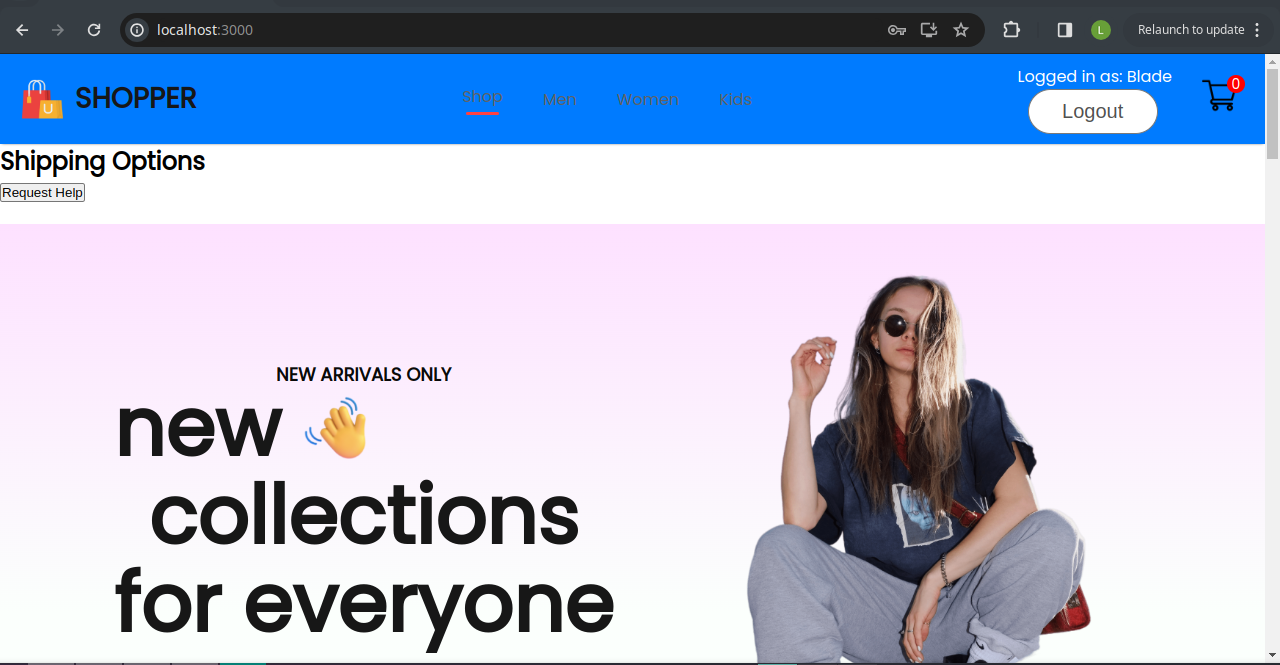 localhost:3000
L
Relaunch to update
U
SHOPPER
Shop
Men
Women
Kids
Logged in as: Blade
Logout
0
Shipping Options
Request Help
NEW ARRIVALS ONLY
new
collections
for everyone